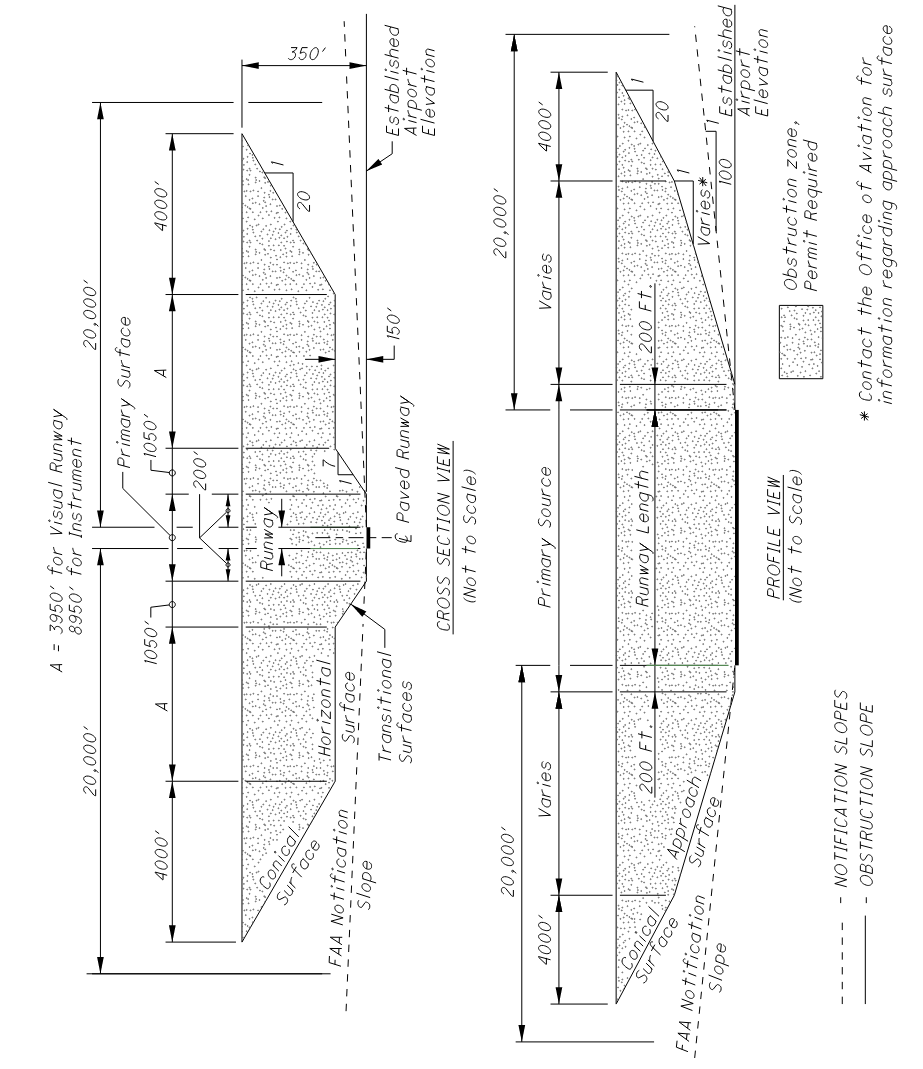 A = 3950' for Visual Runway
8950' for Instrument
20,000'
20,000'
Primary Surface
4000'
A
1050'
1050'
A
4000'
200'
350'
Runway
150'
1
20
7
1
Conical
Surface
Horizontal
Surface
Transitional
Surfaces
FAA Notification
Slope
℄ Paved Runway
Established
Airport
Elevation
CROSS SECTION VIEW
(Not to Scale)
20,000'
20,000'
4000'
Varies
Primary Source
Varies
4000'
200 Ft.
Runway Length
200 Ft.
1
20
1
Varies*
1
100
Conical
Surface
Approach
Surface
FAA Notification
Slope
Established
Airport
Elevation
PROFILE VIEW
(Not to Scale)
Obstruction zone,
Permit Required
- NOTIFICATION SLOPES
- OBSTRUCTION SLOPE
* Contact the Office of Aviation for
information regarding approach surface